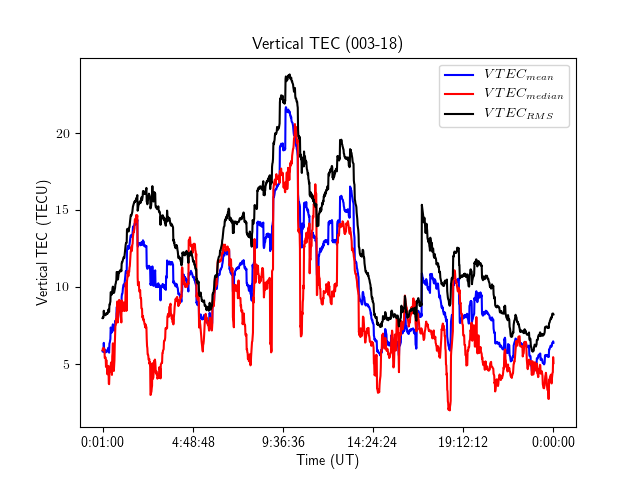 Vertical TEC (003-18)
VTEC_mean
VTEC_median
VTEC_RMS
Vertical TEC (TECU)
20
15
10
5
0:01:00 4:48:48 9:36:36 14:24:24 19:12:12 0:00:00
Time (UT)